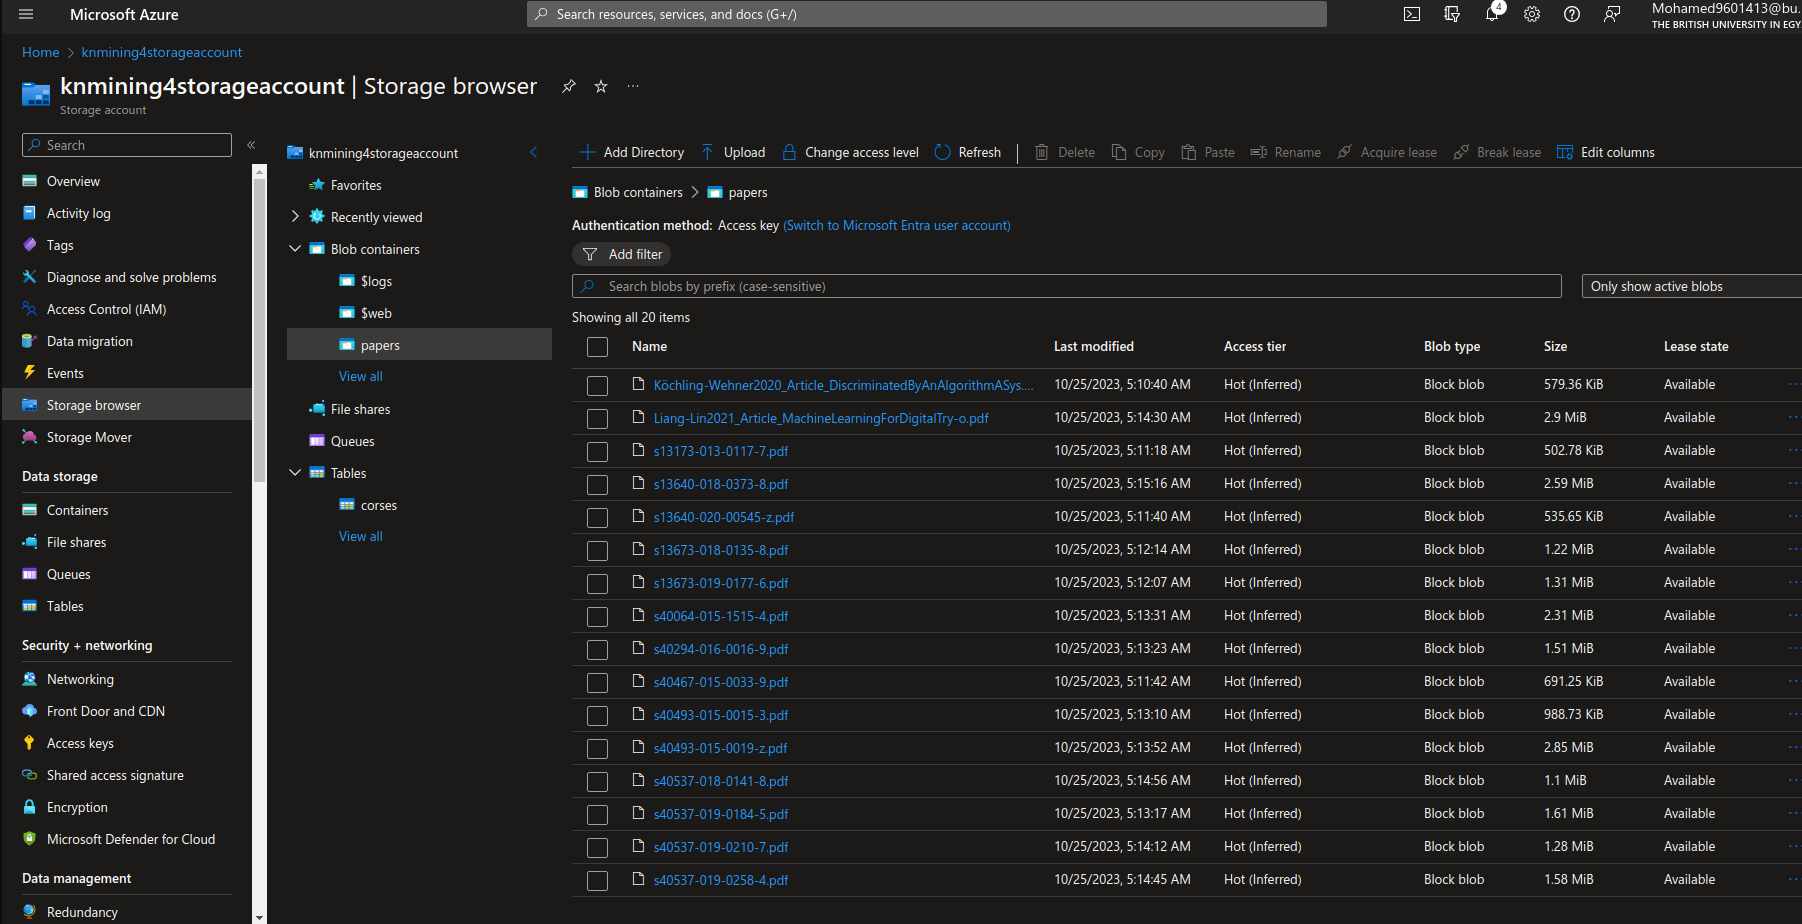 Microsoft Azure
Search resources, services, and docs (G+/)
4
Mohamed9601413@bu.
THE BRITISH UNIVERSITY IN EGY
Home > knmining4storageaccount
knmining4storageaccount | Storage browser
Storage account
Search
Overview
Activity log
Tags
Diagnose and solve problems
Access Control (IAM)
Data migration
Events
Storage browser
Storage Mover
Data storage
Containers
File shares
Queues
Tables
Security + networking
Networking
Front Door and CDN
Access keys
Shared access signature
Encryption
Microsoft Defender for Cloud
Data management
Redundancy
knmining4storageaccount
Favorites
Recently viewed
Blob containers
$logs
$web
papers
View all
File shares
Queues
Tables
corses
View all
Add Directory Upload Change access level Refresh Delete Copy Paste Rename Acquire lease Break lease Edit columns
Blob containers > papers
Authentication method: Access key (Switch to Microsoft Entra user account)
Add filter
Search blobs by prefix (case-sensitive)
Only show active blobs
Showing all 20 items
Name Last modified Access tier Blob type Size Lease state
Köchling-Wehner2020_Article_DiscriminatedByAnAlgorithmASys.... 10/25/2023, 5:10:40 AM Hot (Inferred) Block blob 579.36 KiB Available
Liang-Lin2021_Article_MachineLearningForDigitalTry-o.pdf 10/25/2023, 5:14:30 AM Hot (Inferred) Block blob 2.9 MiB Available
s13173-013-0117-7.pdf 10/25/2023, 5:11:18 AM Hot (Inferred) Block blob 502.78 KiB Available
s13640-018-0373-8.pdf 10/25/2023, 5:15:16 AM Hot (Inferred) Block blob 2.59 MiB Available
s13640-020-00545-z.pdf 10/25/2023, 5:11:40 AM Hot (Inferred) Block blob 535.65 KiB Available
s13673-018-0135-8.pdf 10/25/2023, 5:12:14 AM Hot (Inferred) Block blob 1.22 MiB Available
s13673-019-0177-6.pdf 10/25/2023, 5:12:07 AM Hot (Inferred) Block blob 1.31 MiB Available
s40064-015-1515-4.pdf 10/25/2023, 5:13:31 AM Hot (Inferred) Block blob 2.31 MiB Available
s40294-016-0016-9.pdf 10/25/2023, 5:13:23 AM Hot (Inferred) Block blob 1.51 MiB Available
s40467-015-0033-9.pdf 10/25/2023, 5:11:42 AM Hot (Inferred) Block blob 691.25 KiB Available
s40493-015-0015-3.pdf 10/25/2023, 5:13:10 AM Hot (Inferred) Block blob 988.73 KiB Available
s40493-015-0019-z.pdf 10/25/2023, 5:13:52 AM Hot (Inferred) Block blob 2.85 MiB Available
s40537-018-0141-8.pdf 10/25/2023, 5:14:56 AM Hot (Inferred) Block blob 1.1 MiB Available
s40537-019-0184-5.pdf 10/25/2023, 5:13:17 AM Hot (Inferred) Block blob 1.61 MiB Available
s40537-019-0210-7.pdf 10/25/2023, 5:14:12 AM Hot (Inferred) Block blob 1.28 MiB Available
s40537-019-0258-4.pdf 10/25/2023, 5:14:45 AM Hot (Inferred) Block blob 1.58 MiB Available